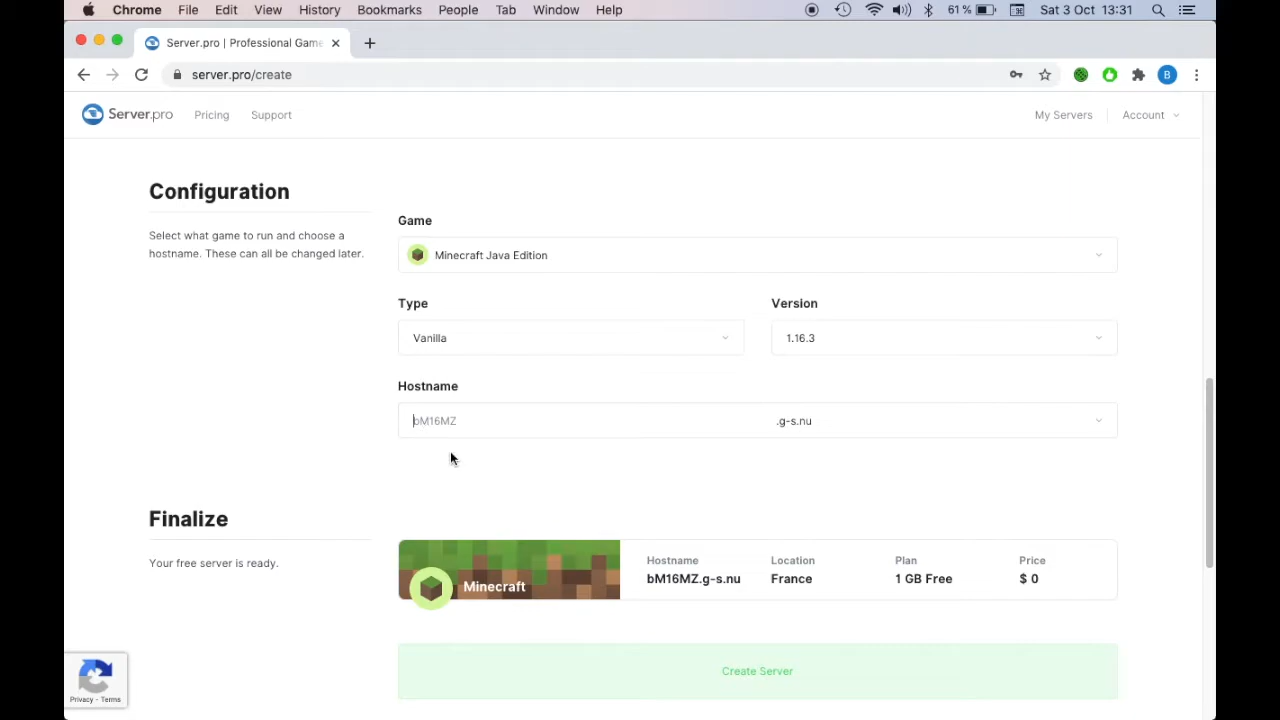 Chrome File Edit View History Bookmarks People Tab Window Help 61% Sat 3 Oct 13:31
Server.pro | Professional Game
server.pro/create B
Server.pro Pricing Support My Servers Account
Configuration
Select what game to run and choose a
hostname. These can all be changed later.
Game
Minecraft Java Edition
Type Version
Vanilla 1.16.3
Hostname
bM16MZ .g-s.nu
Finalize
Your free server is ready.
Minecraft
Hostname Location Plan Price
bM16MZ.g-s.nu France 1 GB Free $ 0
Create Server
Privacy - Terms